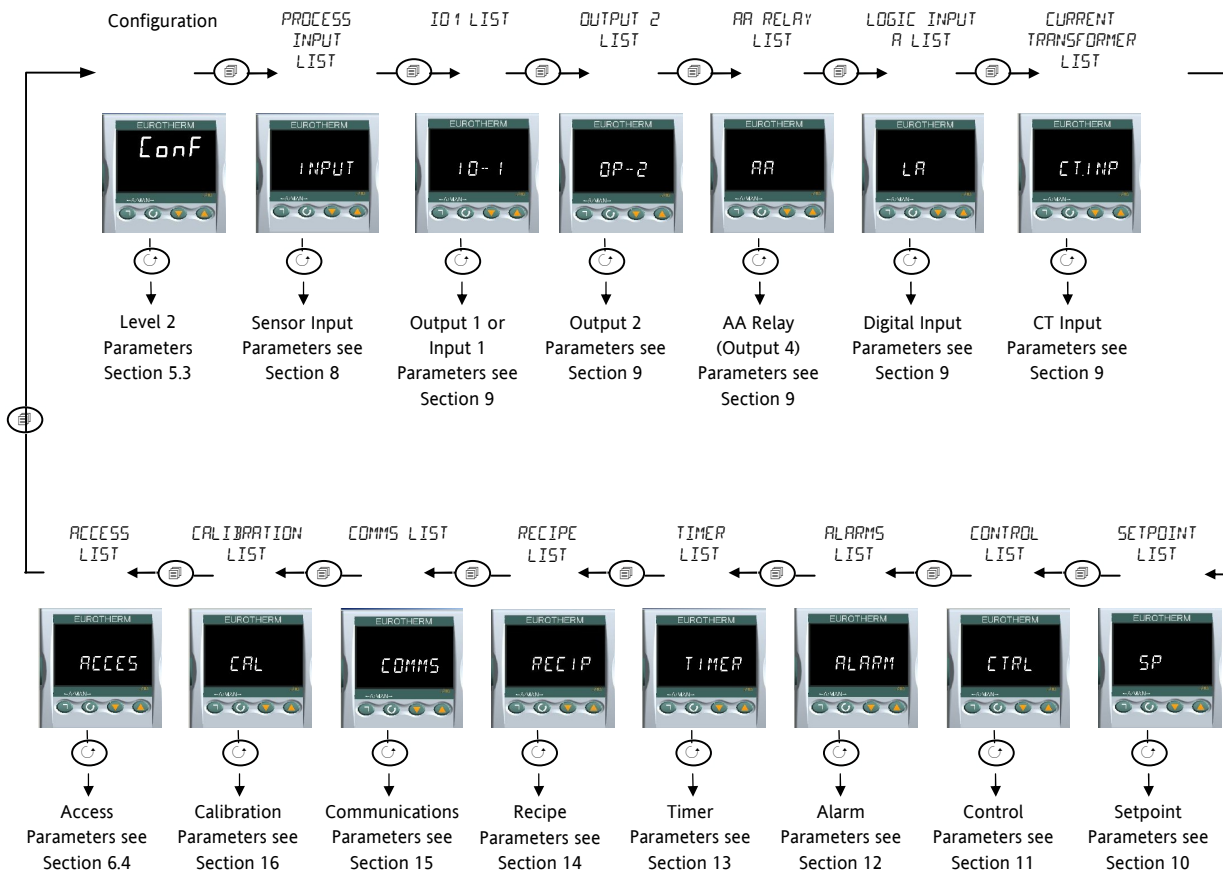 Configuration
PROCESS
INPUT
LIST
IO1 LIST
OUTPUT 2
LIST
AA RELAY
LIST
LOGIC INPUT
A LIST
CURRENT
TRANSFORMER
LIST
EUROTHERM
ConF
EUROTHERM
INPUT
EUROTHERM
IO-1
EUROTHERM
OP-2
EUROTHERM
AA
EUROTHERM
LA
EUROTHERM
CT.INP
Level 2
Parameters
Section 5.3
Sensor Input
Parameters see
Section 8
Output 1 or
Input 1
Parameters see
Section 9
Output 2
Parameters see
Section 9
AA Relay
(Output 4)
Parameters see
Section 9
Digital Input
Parameters see
Section 9
CT Input
Parameters see
Section 9
ACCESS
LIST
CALIBRATION
LIST
COMMS LIST
RECIPE
LIST
TIMER
LIST
ALARMS
LIST
CONTROL
LIST
SETPOINT
LIST
EUROTHERM
ACCES
EUROTHERM
CAL
EUROTHERM
COMMS
EUROTHERM
RECIP
EUROTHERM
TIMER
EUROTHERM
ALARM
EUROTHERM
CTRL
EUROTHERM
SP
Access
Parameters see
Section 6.4
Calibration
Parameters see
Section 16
Communications
Parameters see
Section 15
Recipe
Parameters see
Section 14
Timer
Parameters see
Section 13
Alarm
Parameters see
Section 12
Control
Parameters see
Section 11
Setpoint
Parameters see
Section 10